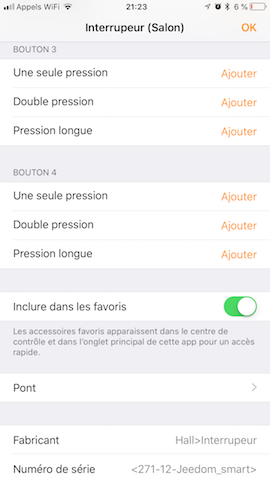 Appels WiFi 21:23 6 %
Interrupeur (Salon) OK
BOUTON 3
Une seule pression Ajouter
Double pression Ajouter
Pression longue Ajouter
BOUTON 4
Une seule pression Ajouter
Double pression Ajouter
Pression longue Ajouter
Inclure dans les favoris
Les accessoires favoris apparaissent dans le centre de
contrôle et dans l'onglet principal de cette app pour un accès
rapide.
Pont
Fabricant Hall>Interrupeur
Numéro de série <271-12-Jeedom_smart>